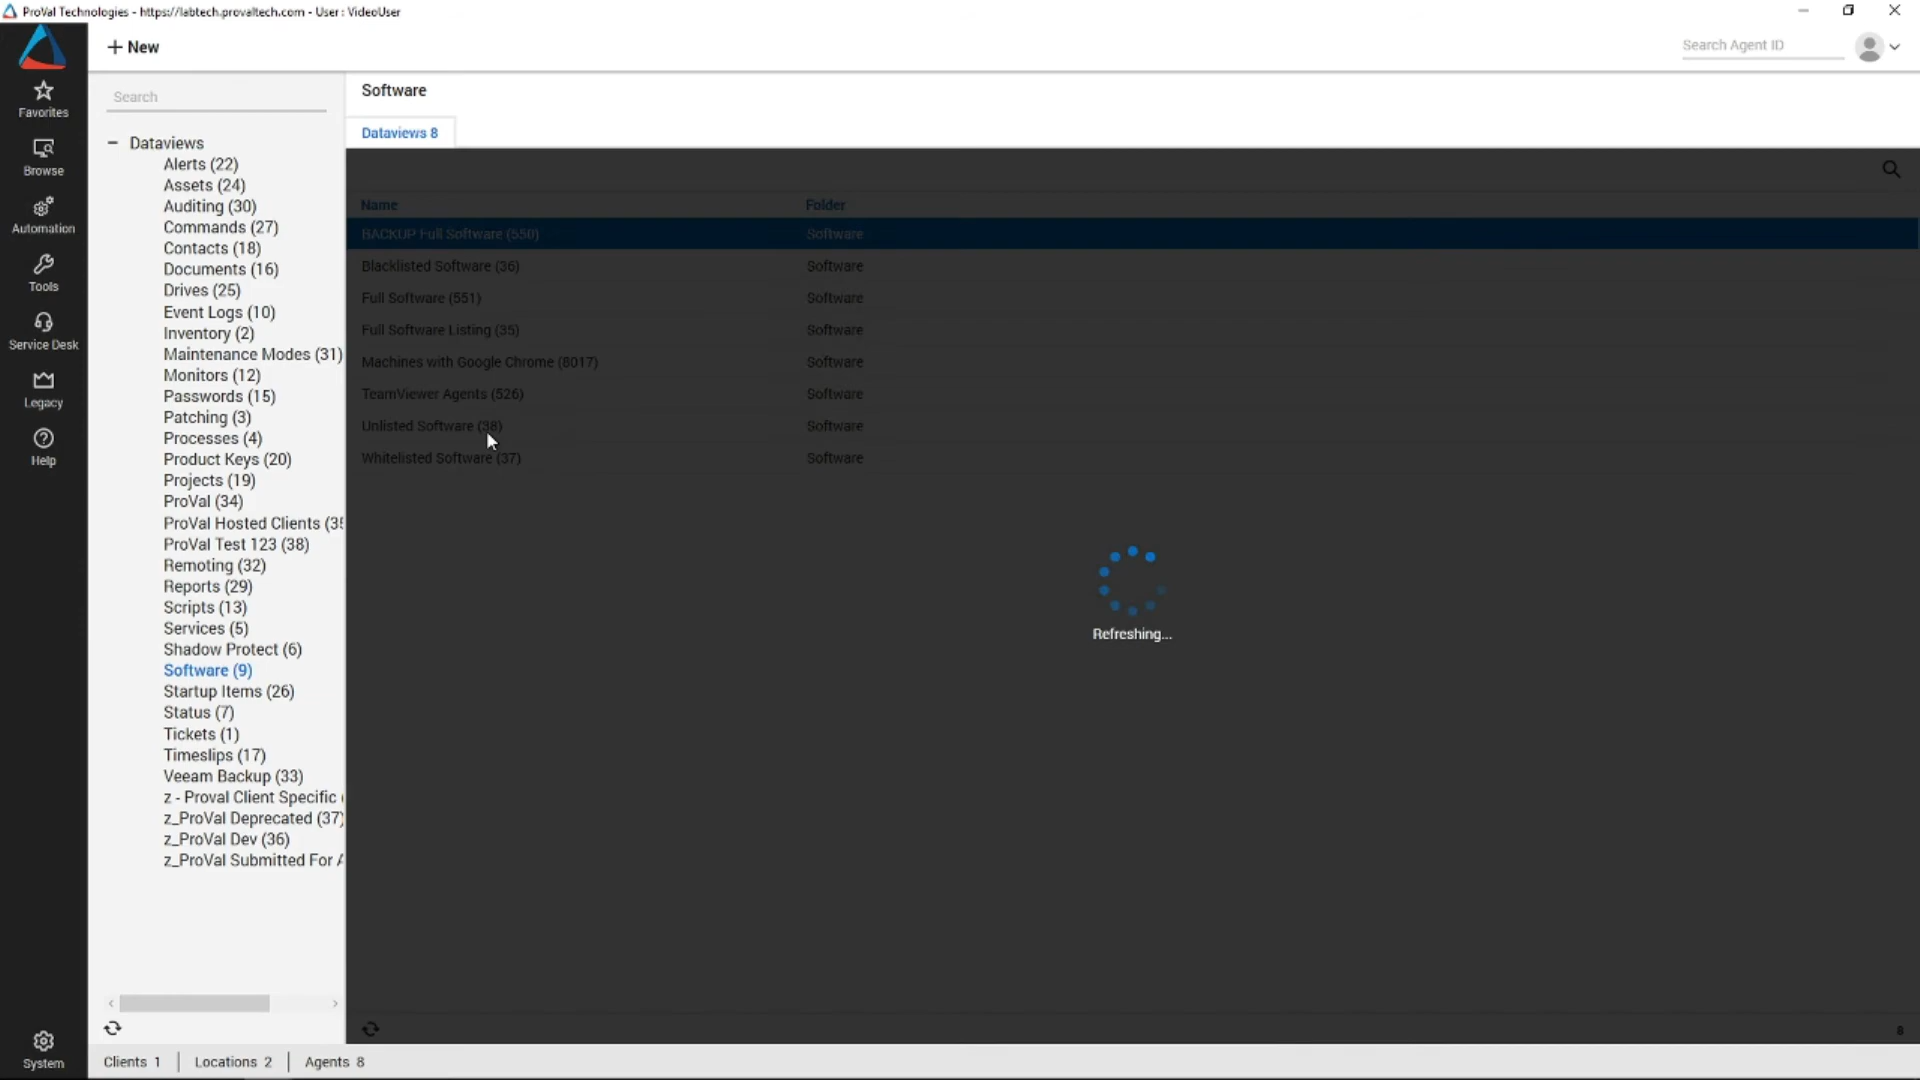 ProVal Technologies - https://labtech.provaltech.com - User: VideoUser
New
Search Agent ID
Favorites
Browse
Automation
Tools
Service Desk
Legacy
Help
System
Search
Dataviews
Alerts (22)
Assets (24)
Auditing (30)
Commands (27)
Contacts (18)
Documents (16)
Drives (25)
Event Logs (10)
Inventory (2)
Maintenance Modes (31)
Monitors (12)
Passwords (15)
Patching (3)
Processes (4)
Product Keys (20)
Projects (19)
ProVal (34)
ProVal Hosted Clients (35
ProVal Test 123 (38)
Remoting (32)
Reports (29)
Scripts (13)
Services (5)
Shadow Protect (6)
Software (9)
Startup Items (26)
Status (7)
Tickets (1)
Timeslips (17)
Veeam Backup (33)
z - Proval Client Specific (
z_ProVal Deprecated (37)
z_ProVal Dev (36)
z_ProVal Submitted For A
Software
Dataviews 8
Name Folder
BACKUP Full Software (550) Software
Blacklisted Software (36) Software
Full Software (551) Software
Full Software Listing (35) Software
Machines with Google Chrome (8017) Software
TeamViewer Agents (526) Software
Unlisted Software (38) Software
Whitelisted Software (37) Software
Refreshing...
8
Clients 1 Locations 2 Agents 8